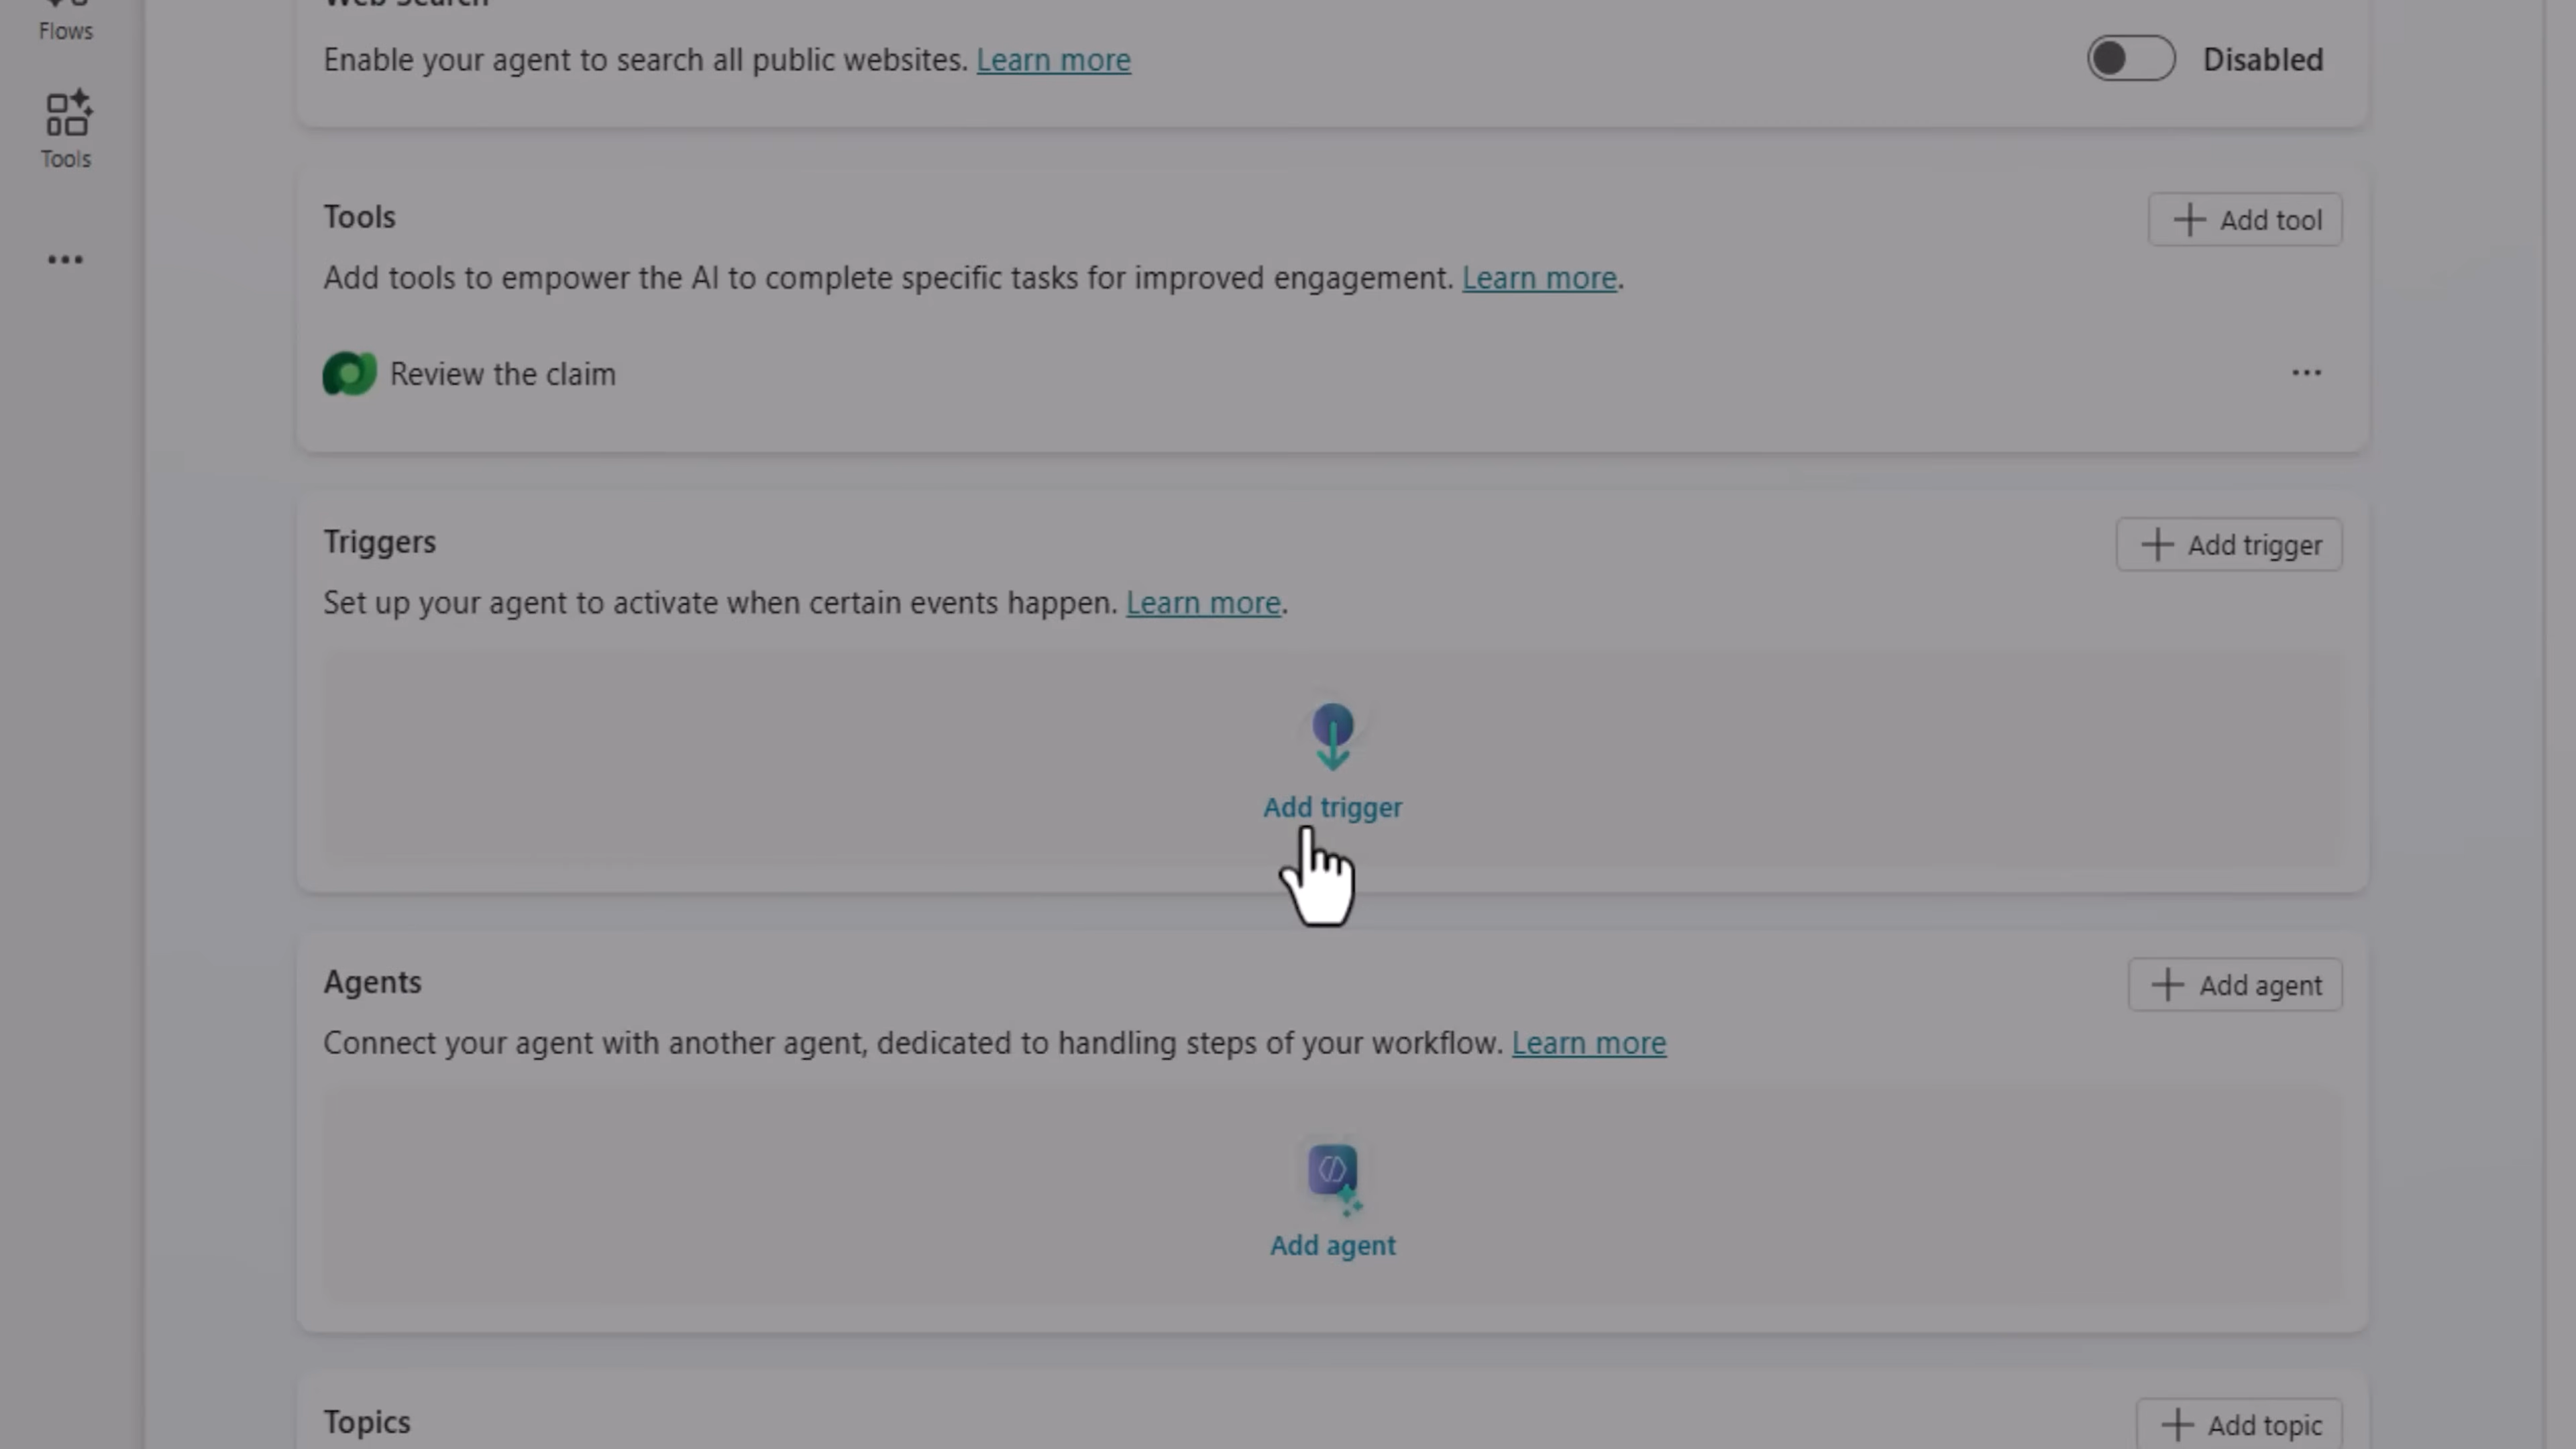 Web Search
Flows
Enable your agent to search all public websites. Learn more
Disabled
Tools
Tools
Add tool
Add tools to empower the AI to complete specific tasks for improved engagement. Learn more.
Review the claim
Triggers
Add trigger
Set up your agent to activate when certain events happen. Learn more.
Add trigger
Agents
Add agent
Connect your agent with another agent, dedicated to handling steps of your workflow. Learn more
Add agent
Topics
Add topic